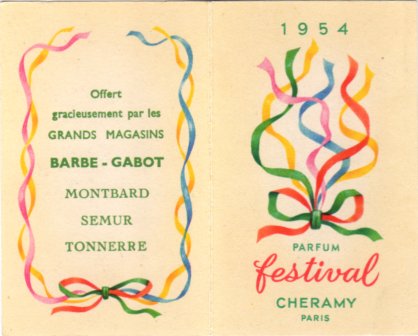 Offert
gracieusement par les
GRANDS MAGASINS
BARBE - GABOT
MONTBARD
SEMUR
TONNERRE
1954
PARFUM
festival
CHERAMY
PARIS